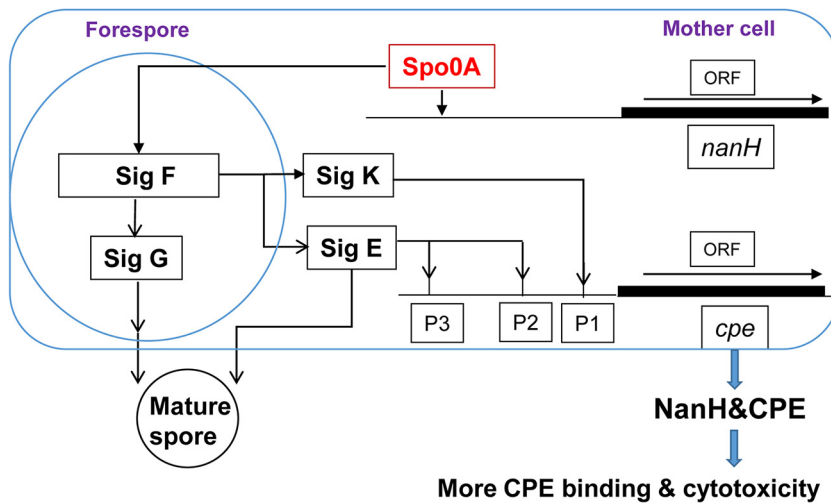 Forespore
Mother cell
Spo0A
ORF
nanH
Sig F
Sig K
Sig G
Sig E
ORF
P3
P2
P1
cpe
Mature
spore
NanH&CPE
More CPE binding & cytotoxicity